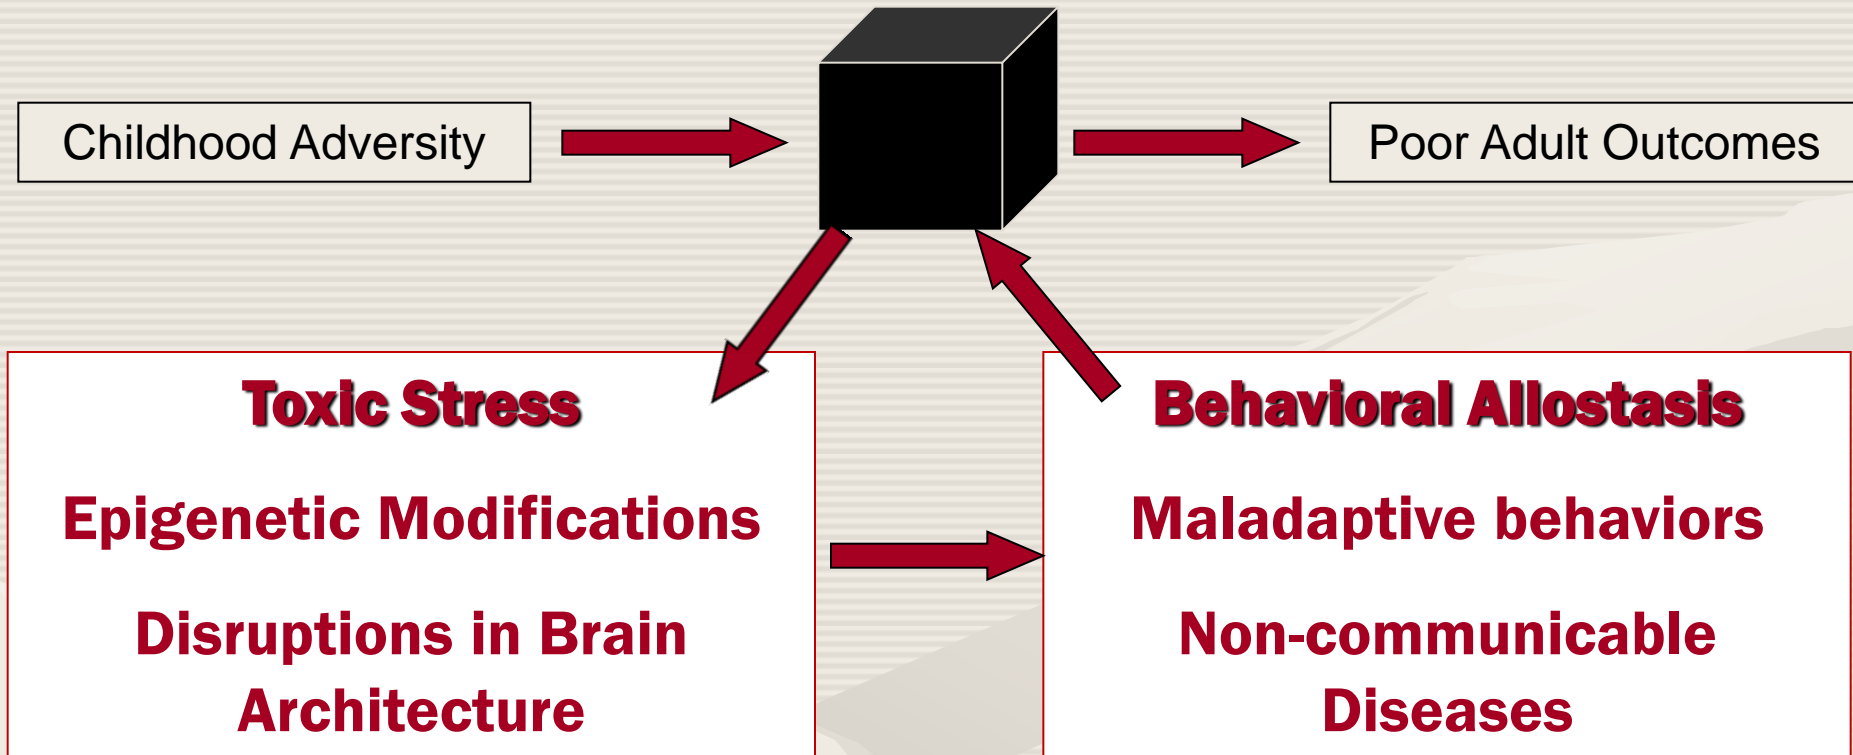 Childhood Adversity
Poor Adult Outcomes
Toxic Stress
Epigenetic Modifications
Disruptions in Brain
Architecture
Behavioral Allostasis
Maladaptive behaviors
Non-communicable
Diseases